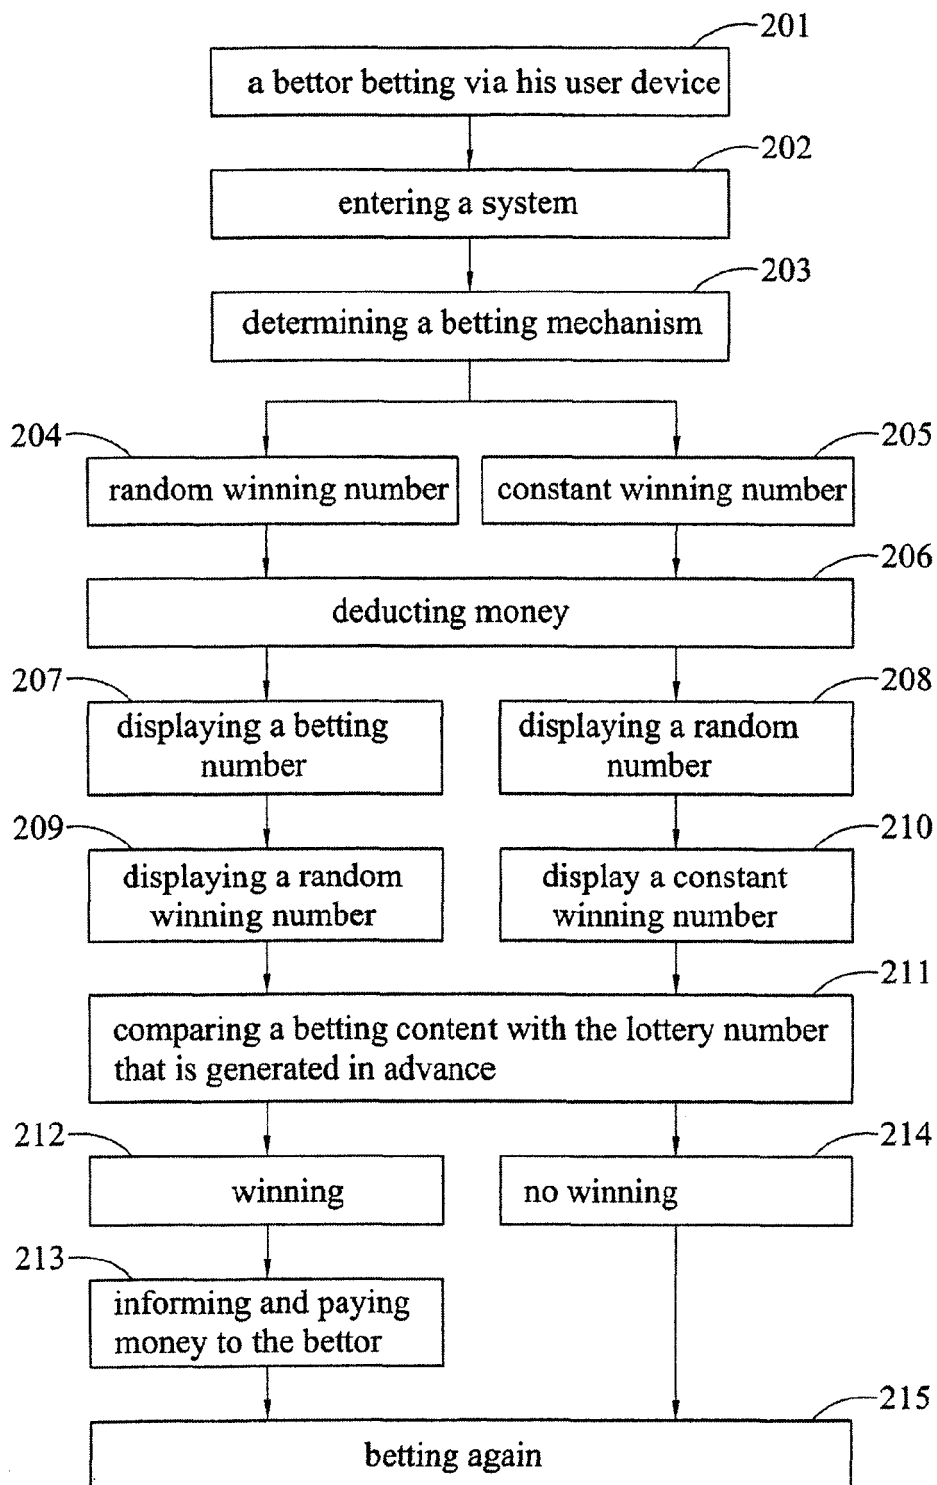 201
a bettor betting via his user device
202
entering a system
203
determining a betting mechanism
204
205
random winning number
constant winning number
206
deducting money
207
208
displaying a betting
number
displaying a random
number
209
210
displaying a random
winning number
display a constant
winning number
211
comparing a betting content with the lottery number
that is generated in advance
212
214
winning
no winning
213
informing and paying
money to the bettor
215
betting again